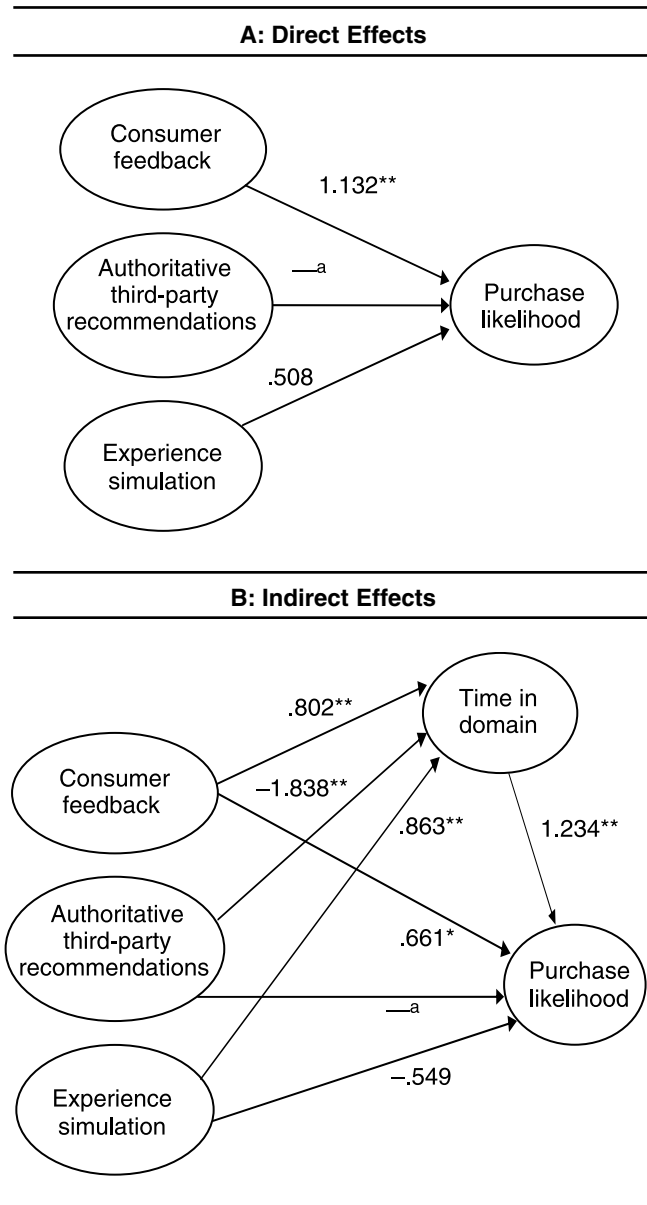 A: Direct Effects
Consumer
feedback
1.132**
Authoritative
third-party
recommendations
—a
Purchase
likelihood
.508
Experience
simulation
B: Indirect Effects
Time in
domain
.802**
Consumer
feedback
–1.838**
.863**
1.234**
Authoritative
third-party
recommendations
.661*
Purchase
likelihood
—a
–.549
Experience
simulation